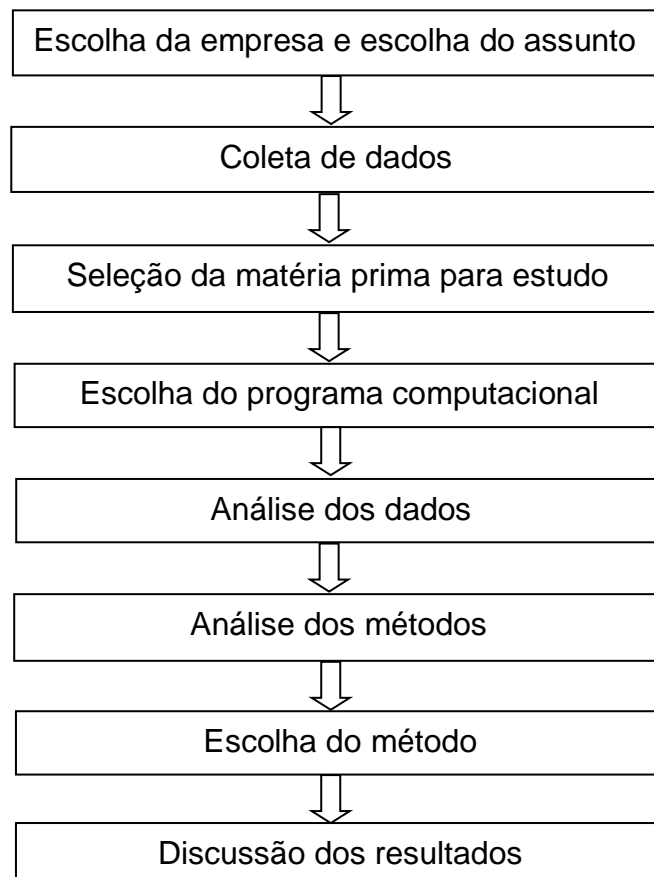 Escolha da empresa e escolha do assunto
Coleta de dados
Seleção da matéria prima para estudo
Escolha do programa computacional
Análise dos dados
Análise dos métodos
Escolha do método
Discussão dos resultados